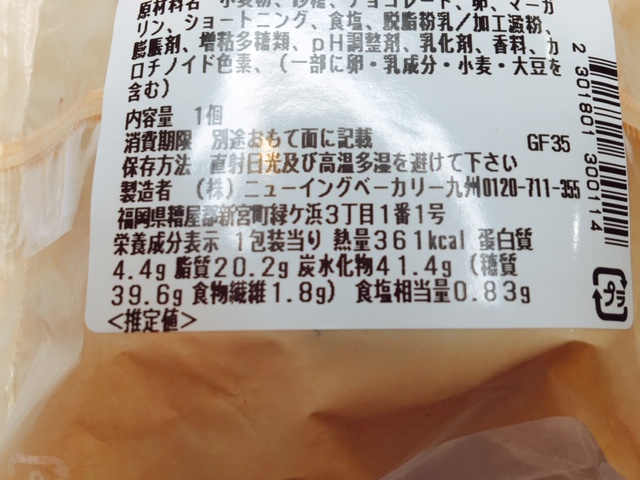 原材料名 小麦粉、砂糖、チョコレート、卵、マーガ
リン、ショートニング、食塩、脱脂粉乳/加工澱粉、
膨脹剤、増粘多糖類、pH調整剤、乳化剤、香料、カ
ロチノイド色素、(一部に卵・乳成分・小麦・大豆を
含む)
内容量 1個
消費期限 別途おもて面に記載 GF35
保存方法 直射日光及び高温多湿を避けて下さい
製造者 (株)ニューイングベーカリー九州0120-711-355
福岡県糟屋郡新宮町緑ケ浜3丁目1番1号
栄養成分表示 1包装当り 熱量361kcal 蛋白質
4.4g 脂質20.2g 炭水化物41.4g (糖質
39.6g 食物繊維1.8g) 食塩相当量0.83g
<推定値>
2 301801 300114
プラ